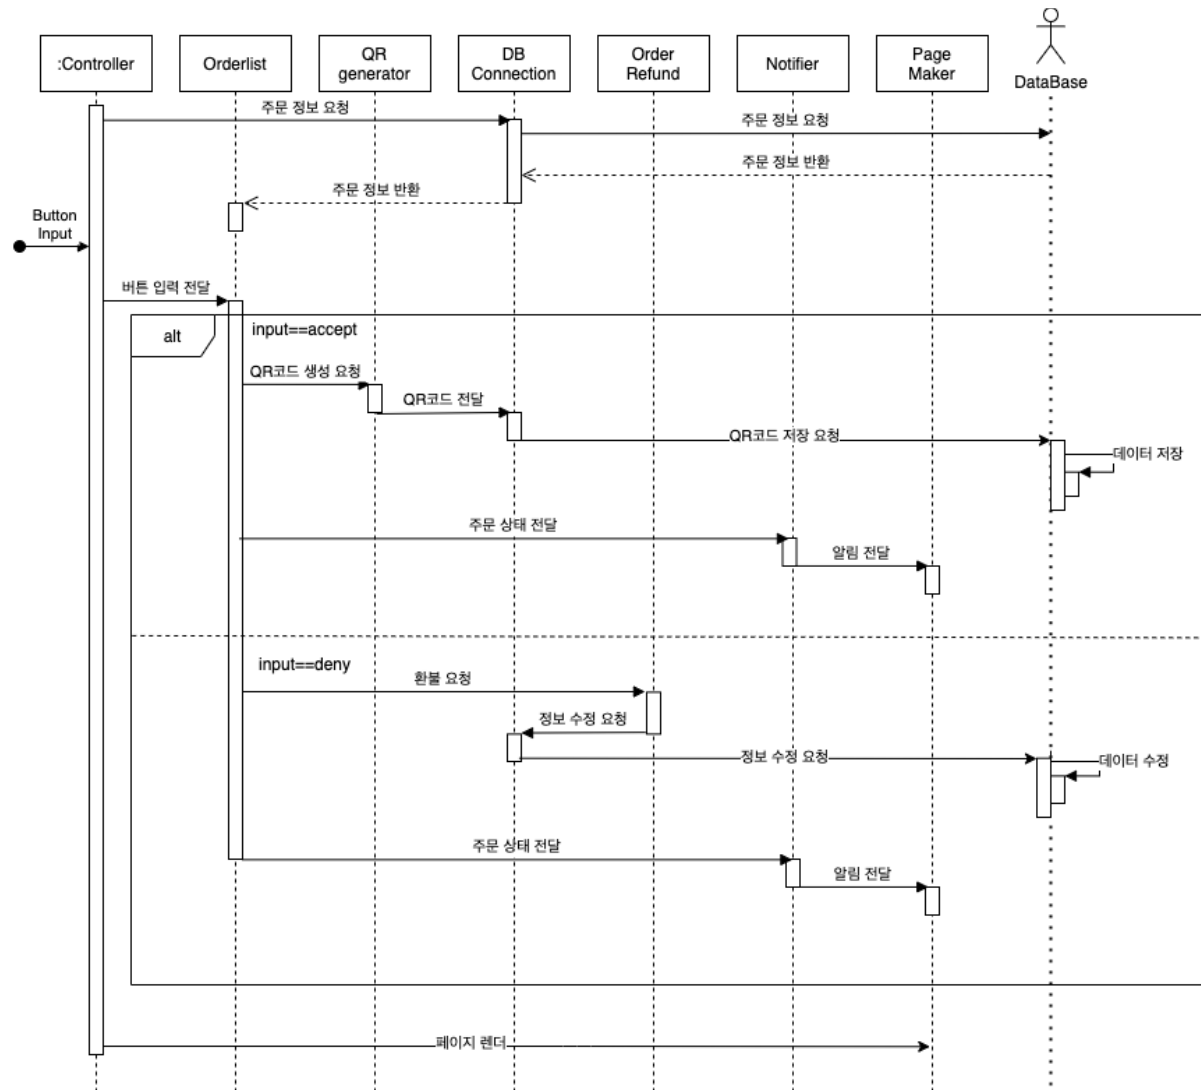 :Controller
Orderlist
QR
generator
DB
Connection
Order
Refund
Notifier
Page
Maker
DataBase
주문 정보 요청
주문 정보 요청
주문 정보 반환
주문 정보 반환
Button
Input
버튼 입력 전달
alt
input==accept
QR코드 생성 요청
QR코드 전달
QR코드 저장 요청
데이터 저장
주문 상태 전달
알림 전달
input==deny
환불 요청
정보 수정 요청
정보 수정 요청
데이터 수정
주문 상태 전달
알림 전달
페이지 렌더